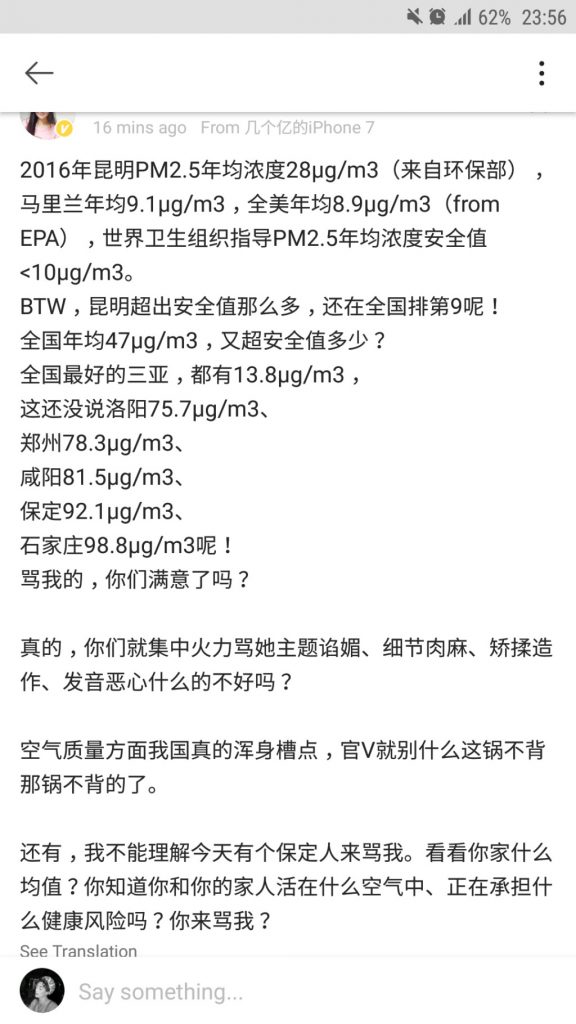 62% 23:56
16 mins ago From 几个亿的iPhone 7
2016年昆明PM2.5年均浓度28μg/m3（来自环保部），
马里兰年均9.1μg/m3，全美年均8.9μg/m3（from
EPA），世界卫生组织指导PM2.5年均浓度安全值
<10μg/m3。
BTW，昆明超出安全值那么多，还在全国排第9呢！
全国年均47μg/m3，又超安全值多少？
全国最好的三亚，都有13.8μg/m3，
这还没说洛阳75.7μg/m3、
郑州78.3μg/m3、
咸阳81.5μg/m3、
保定92.1μg/m3、
石家庄98.8μg/m3呢！
骂我的，你们满意了吗？
真的，你们就集中火力骂她主题谄媚、细节肉麻、矫揉造
作、发音恶心什么的不好吗？
空气质量方面我国真的浑身槽点，官V就别什么这锅不背
那锅不背的了。
还有，我不能理解今天有个保定人来骂我。看看你家什么
均值？你知道你和你的家人活在什么空气中、正在承担什
么健康风险吗？你来骂我？
See Translation
Say something...